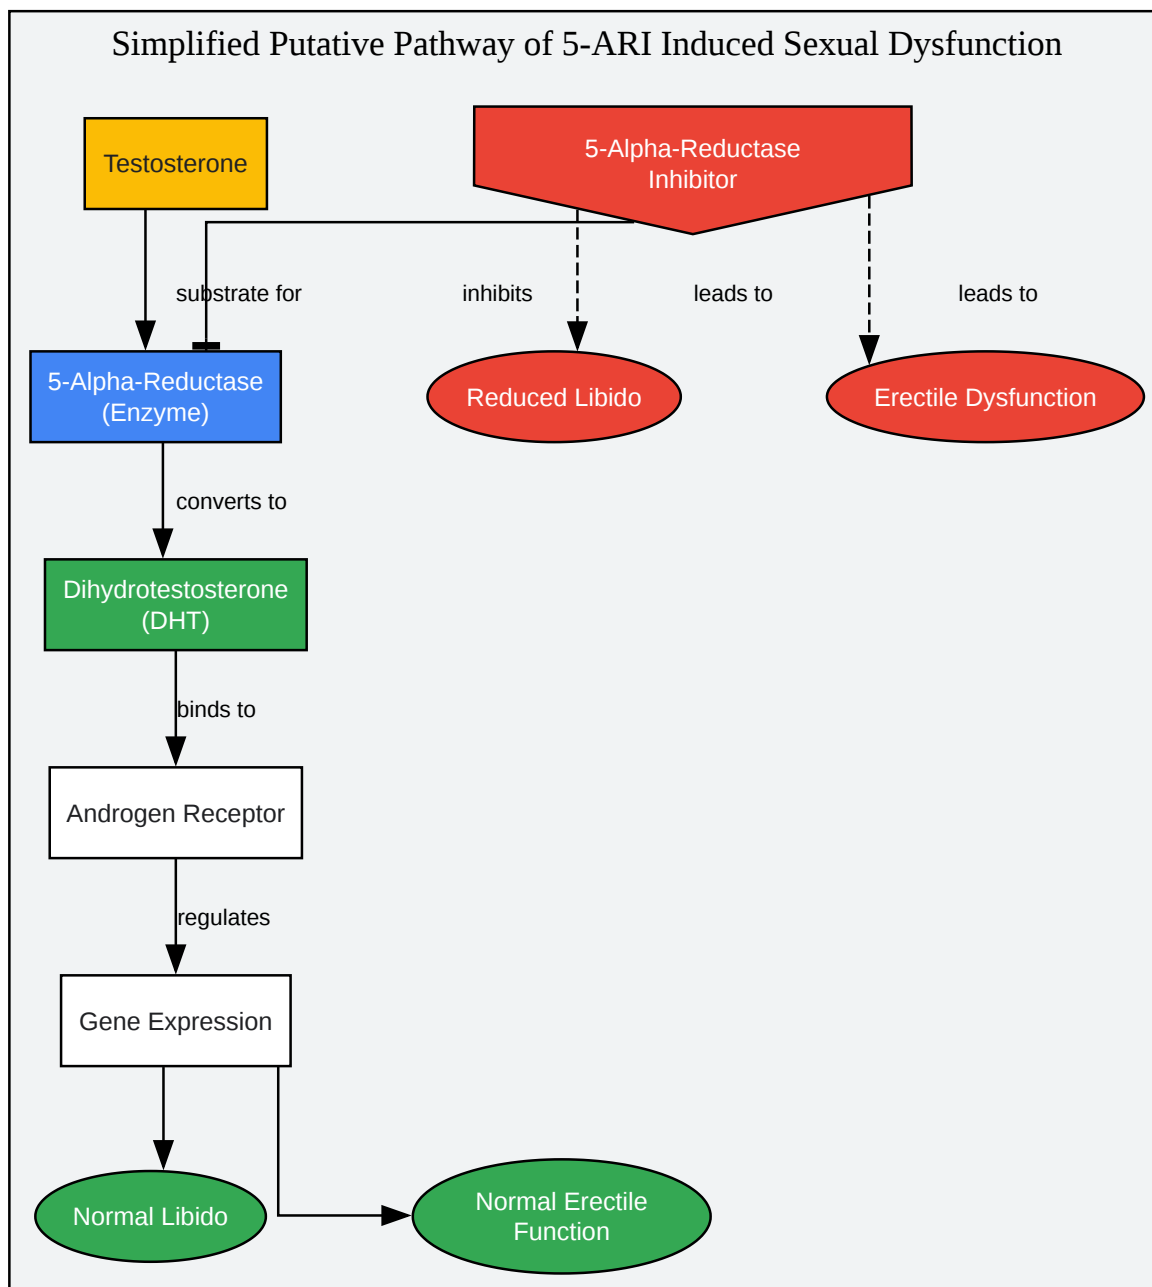 Simplified Putative Pathway of 5-ARI Induced Sexual Dysfunction
Testosterone
5-Alpha-Reductase
Inhibitor
substrate for
inhibits
leads to
leads to
5-Alpha-Reductase
(Enzyme)
Reduced Libido
Erectile Dysfunction
converts to
Dihydrotestosterone
(DHT)
binds to
Androgen Receptor
regulates
Gene Expression
Normal Libido
Normal Erectile
Function